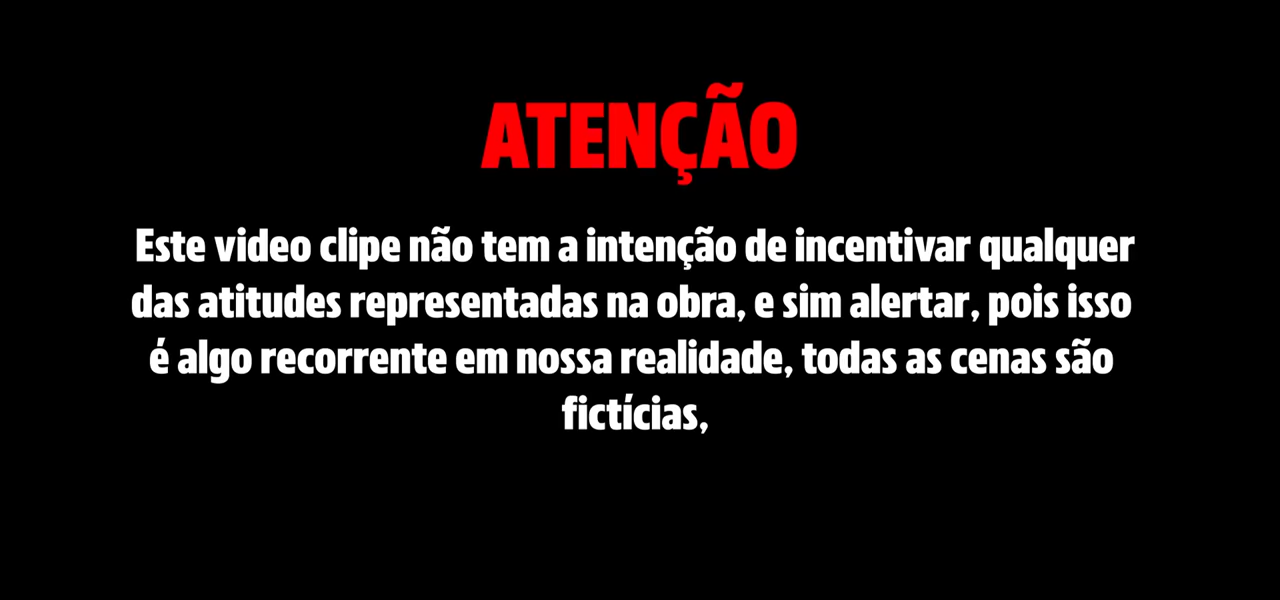 ATENÇÃO
Este video clipe não tem a intenção de incentivar qualquer
das atitudes representadas na obra, e sim alertar, pois isso
é algo recorrente em nossa realidade, todas as cenas são
fictícias,